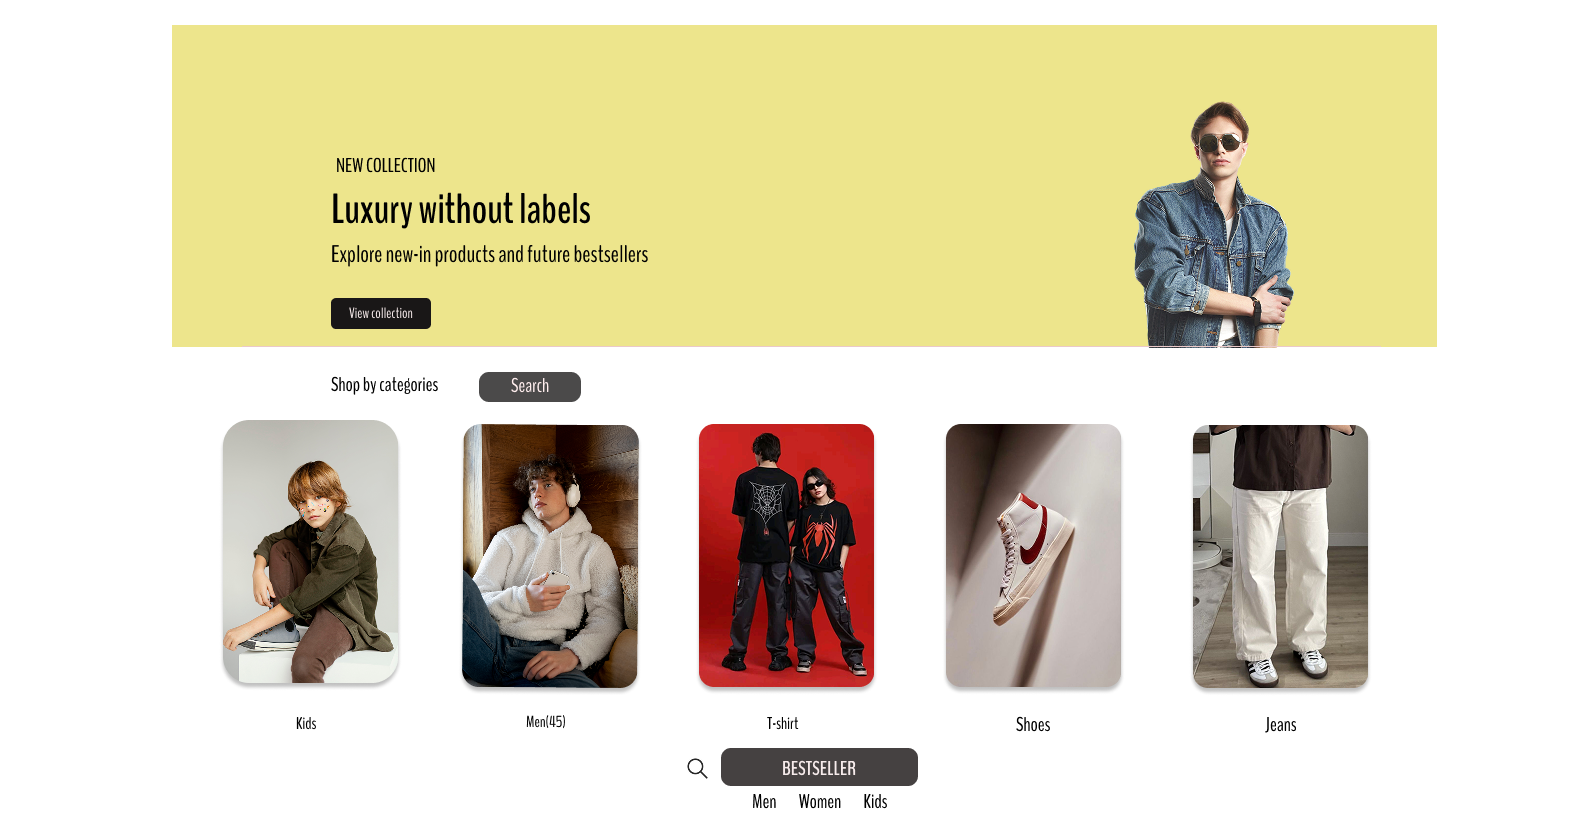 NEW COLLECTION
Luxury without labels
Explore new-in products and future bestsellers
View collection
Shop by categories
Search
Kids
Men(45)
T-shirt
Shoes
Jeans
BESTSELLER
Men Women Kids